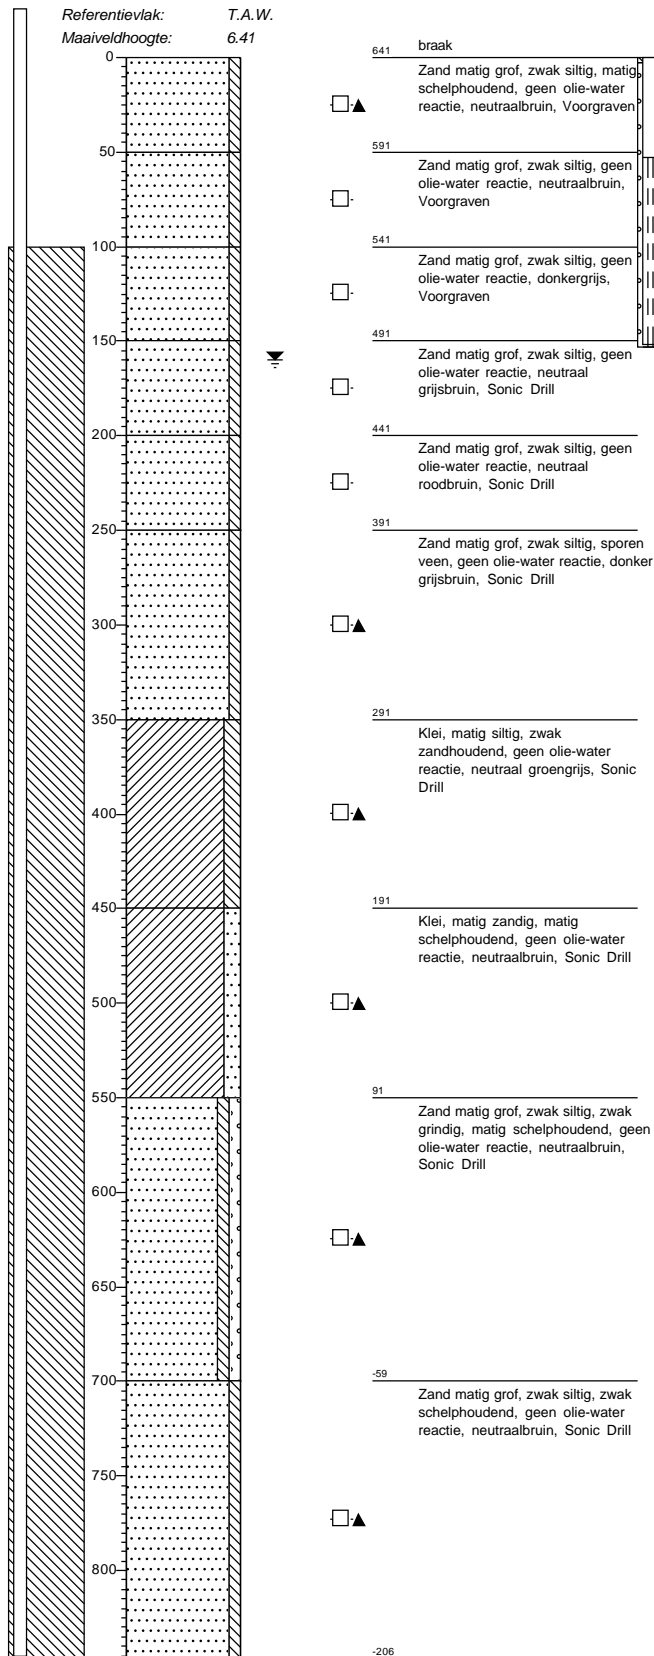 Referentievlak: T.A.W.
Maaiveldhoogte: 6.41
0
641
braak
Zand matig grof, zwak siltig, matig
schelphoudend, geen olie-water
reactie, neutraalbruin, Voorgraven
50
591
Zand matig grof, zwak siltig, geen
olie-water reactie, neutraalbruin,
Voorgraven
100
541
Zand matig grof, zwak siltig, geen
olie-water reactie, donkergrijs,
Voorgraven
150
491
Zand matig grof, zwak siltig, geen
olie-water reactie, neutraal
grijsbruin, Sonic Drill
200
441
Zand matig grof, zwak siltig, geen
olie-water reactie, neutraal
roodbruin, Sonic Drill
250
391
Zand matig grof, zwak siltig, sporen
veen, geen olie-water reactie, donker
grijsbruin, Sonic Drill
300
350
291
Klei, matig siltig, zwak
zandhoudend, geen olie-water
reactie, neutraal groengrijs, Sonic
Drill
400
450
191
Klei, matig zandig, matig
schelphoudend, geen olie-water
reactie, neutraalbruin, Sonic Drill
500
550
91
Zand matig grof, zwak siltig, zwak
grindig, matig schelphoudend, geen
olie-water reactie, neutraalbruin,
Sonic Drill
600
650
700
-59
Zand matig grof, zwak siltig, zwak
schelphoudend, geen olie-water
reactie, neutraalbruin, Sonic Drill
750
800
-206